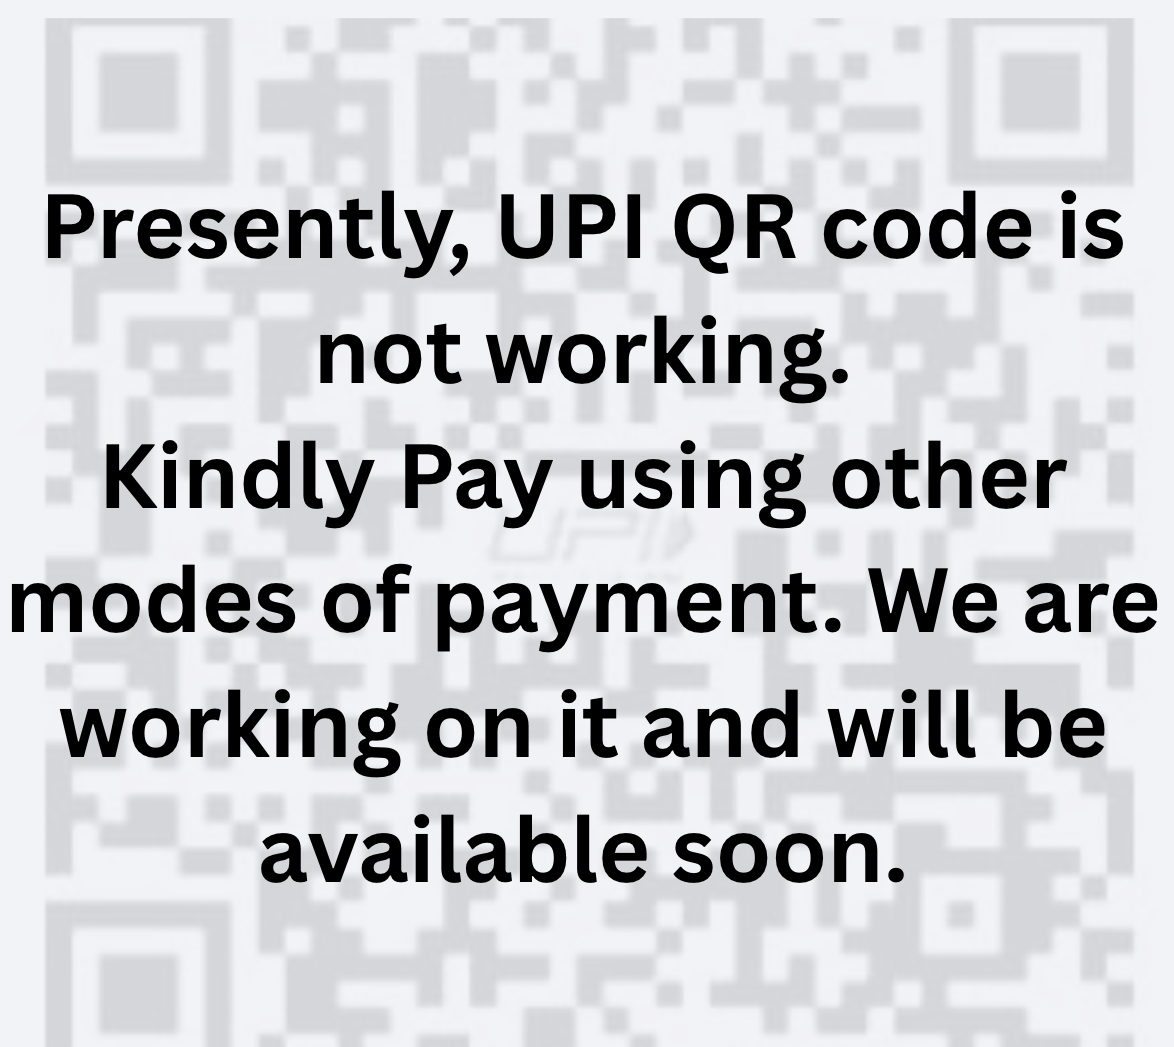 Presently, UPI QR code is
not working.
Kindly Pay using other
UPI
modes of payment. We are
working on it and will be
available soon.